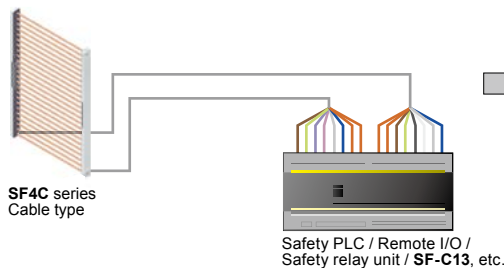 SF4C series
Cable type
Safety PLC / Remote I/O /
Safety relay unit / SF-C13, etc.